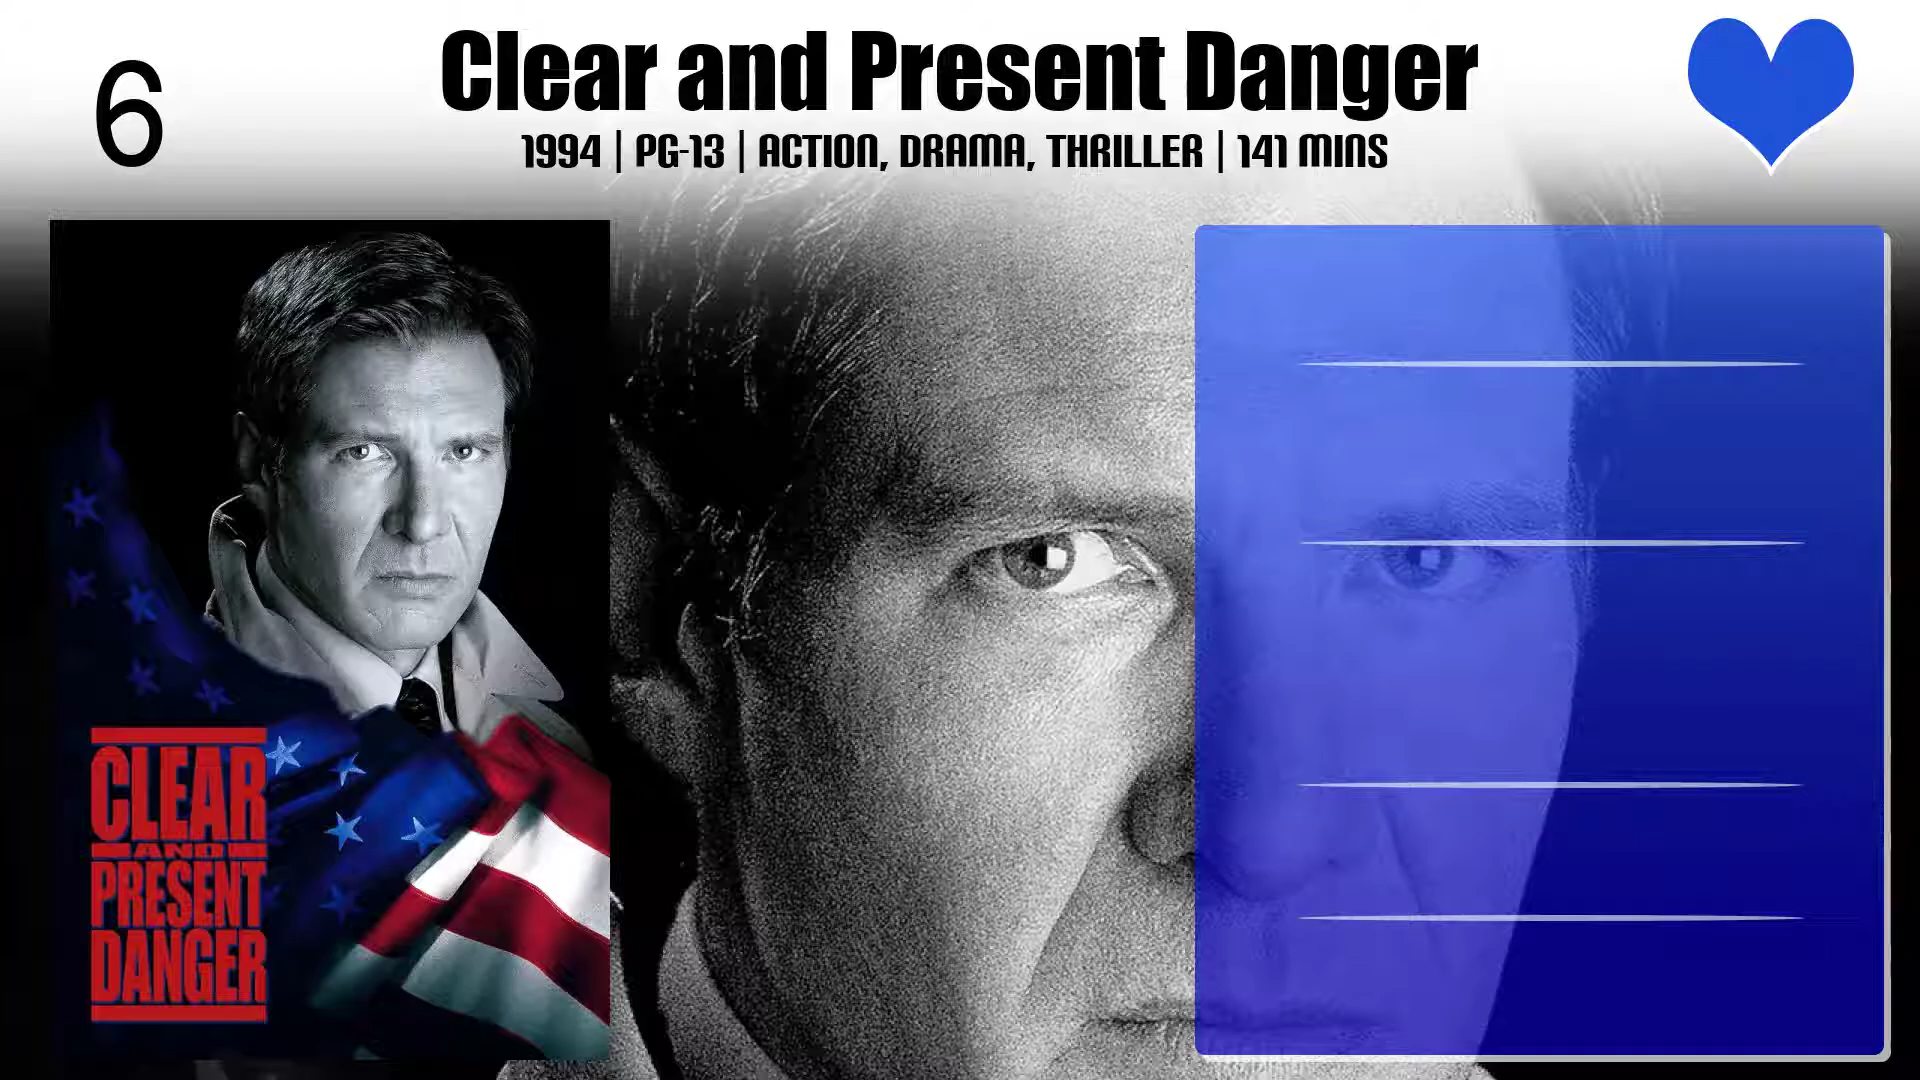 6
Clear and Present Danger
1994 | PG-13 | ACTION, DRAMA, THRILLER | 141 MINS
CLEAR
AND
PRESENT
DANGER